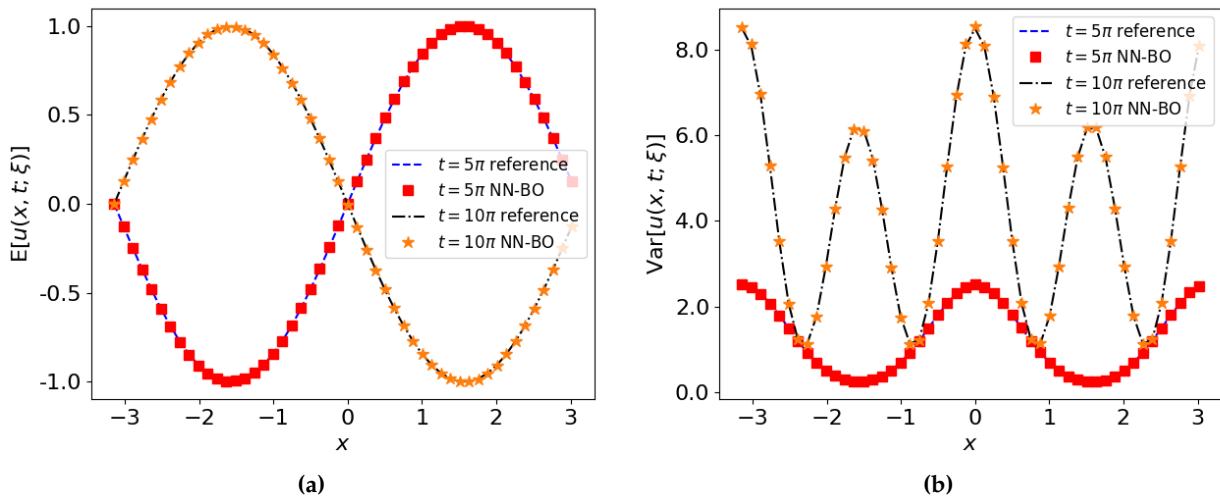 1.0
0.5
0.0
-0.5
-1.0
E[u(x, t; ξ)]
−3 −2 −1 0 1 2 3
x
t = 5π reference
t = 5π NN-BO
t = 10π reference
t = 10π NN-BO
(a)
8.0
6.0
4.0
2.0
0.0
Var[u(x, t; ξ)]
−3 −2 −1 0 1 2 3
x
t = 5π reference
t = 5π NN-BO
t = 10π reference
t = 10π NN-BO
(b)